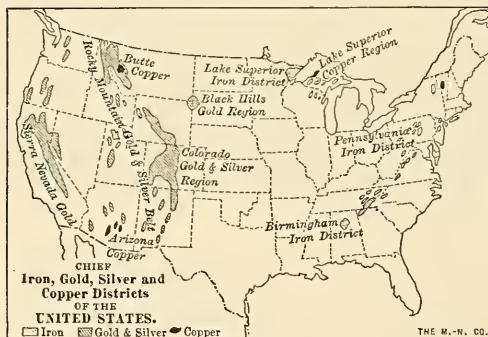 Butte
Copper
Rocky Mountains Gold & Silver Belt
Lake Superior
Iron District
Lake Superior
Copper Region
Black Hills
Gold Region
Sierra Nevada Gold
Colorado
Gold & Silver
Region
Pennsylvania
Iron District
Birmingham
Iron District
Arizona
Copper
CHIEF
Iron, Gold, Silver and
Copper Districts
OF THE
UNITED STATES.
Iron Gold & Silver Copper
THE M.-N. CO.